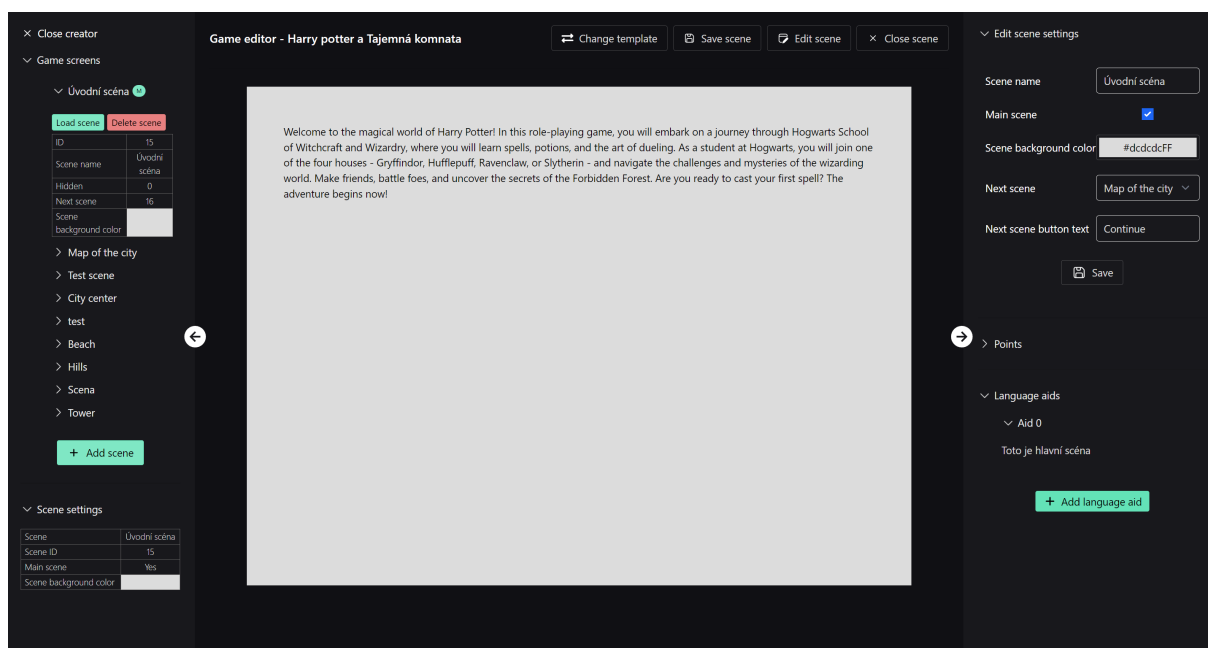 Close creator
Game screens
Úvodní scéna M
Load scene Delete scene
ID 15
Scene name Úvodní
scéna
Hidden 0
Next scene 16
Scene
background color
Map of the city
Test scene
City center
test
Beach
Hills
Scena
Tower
+ Add scene
Scene settings
Scene Úvodní scéna
Scene ID 15
Main scene Yes
Scene background color
Game editor - Harry potter a Tajemná komnata
Change template Save scene Edit scene Close scene
Welcome to the magical world of Harry Potter! In this role-playing game, you will embark on a journey through Hogwarts School
of Witchcraft and Wizardry, where you will learn spells, potions, and the art of dueling. As a student at Hogwarts, you will join one
of the four houses - Gryffindor, Hufflepuff, Ravenclaw, or Slytherin - and navigate the challenges and mysteries of the wizarding
world. Make friends, battle foes, and uncover the secrets of the Forbidden Forest. Are you ready to cast your first spell? The
adventure begins now!
Edit scene settings
Scene name Úvodní scéna
Main scene
Scene background color #dcdcdcFF
Next scene Map of the city
Next scene button text Continue
Save
Points
Language aids
Aid 0
Toto je hlavní scéna
+ Add language aid